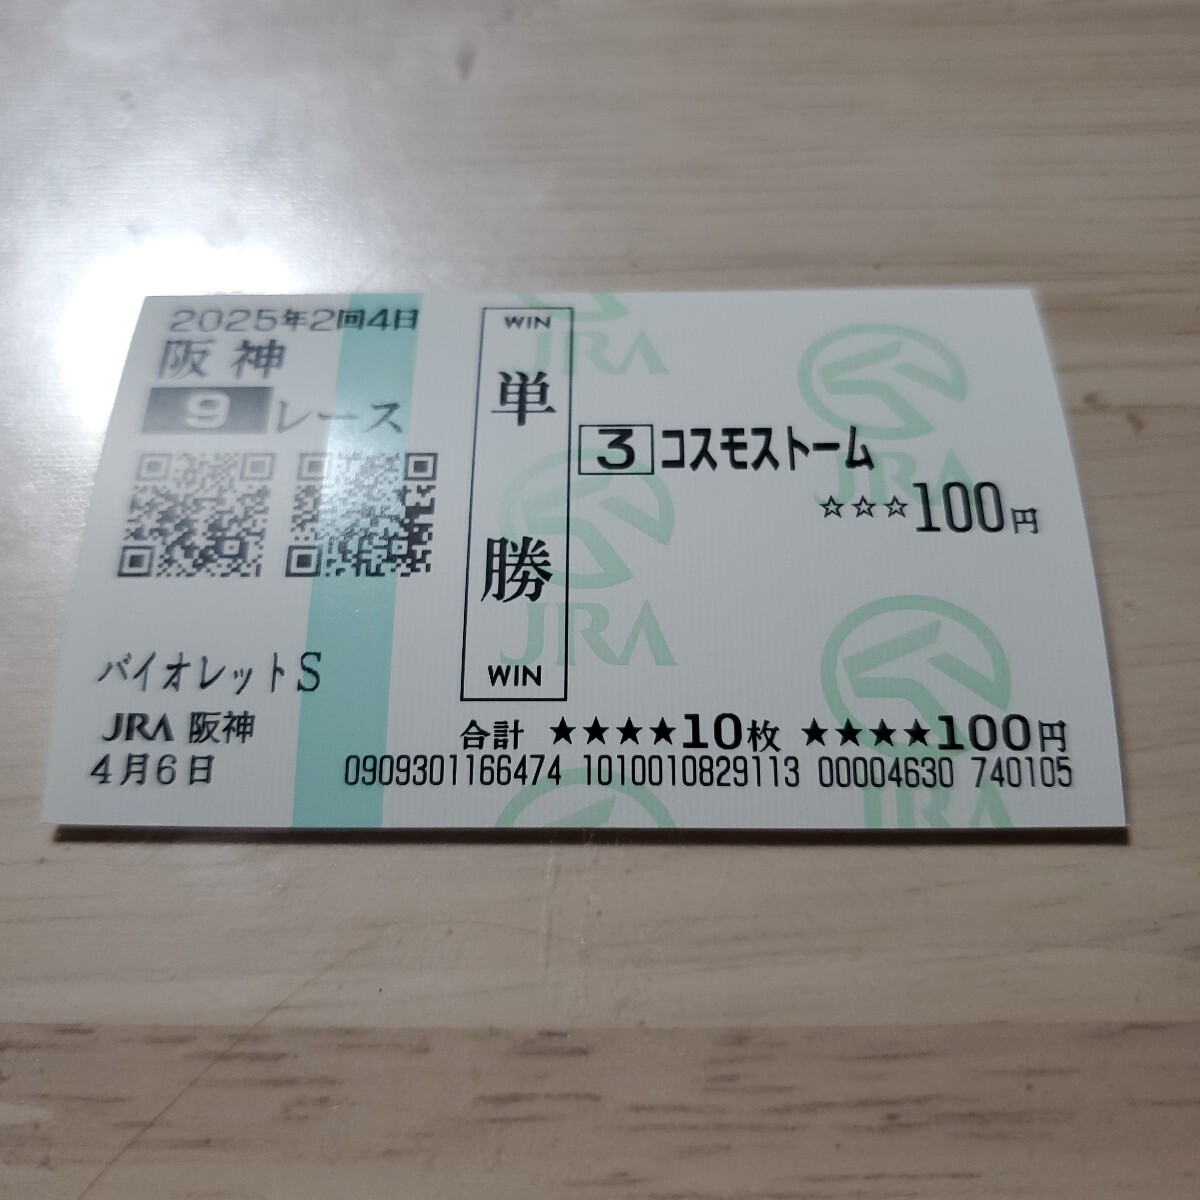 2025年2回4日
阪神
9レース
バイオレットS
JRA 阪神
4月6日
WIN
単勝
WIN
3 コスモストーム
☆☆☆100円
合計 ★★★★10枚 ★★★★100円
0909301166474 1010010829113 00004630 740105
JRA
JRA
JRA
JRA